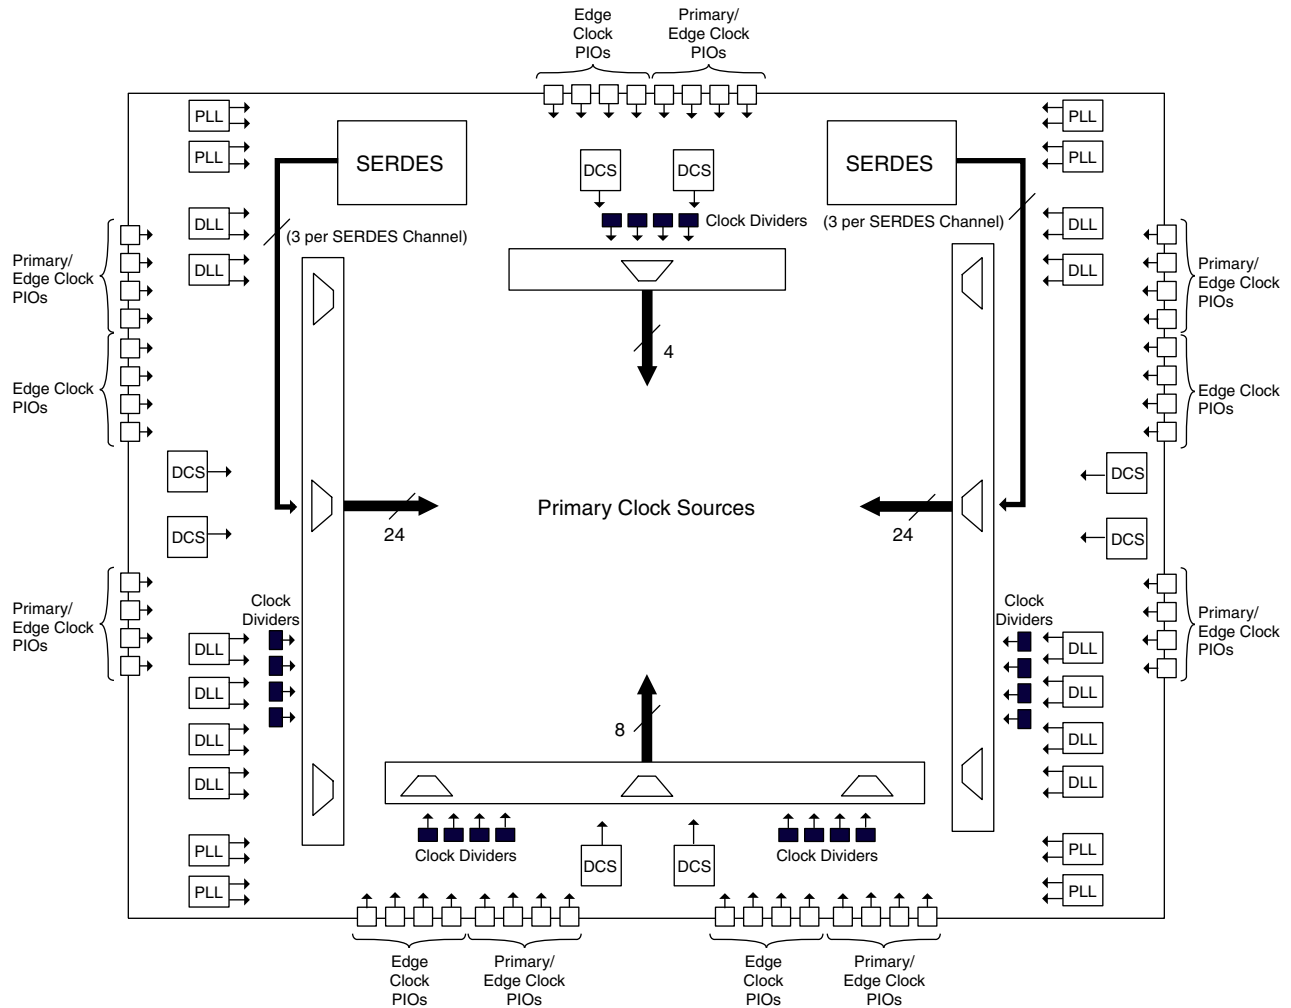 Edge
Clock
PIOs
Primary/
Edge Clock
PIOs
PLL
PLL
SERDES
SERDES
PLL
PLL
DCS
DCS
DLL
DLL
(3 per SERDES Channel)
Clock Dividers
(3 per SERDES Channel)
DLL
DLL
Primary/
Edge Clock
PIOs
Primary/
Edge Clock
PIOs
4
Edge Clock
PIOs
Edge Clock
PIOs
DCS
DCS
Primary Clock Sources
24
24
DCS
DCS
Primary/
Edge Clock
PIOs
Clock
Dividers
Clock
Dividers
Primary/
Edge Clock
PIOs
DLL
DLL
DLL
DLL
DLL
DLL
DLL
DLL
8
PLL
PLL
Clock Dividers
DCS
DCS
Clock Dividers
PLL
PLL
Edge
Clock
PIOs
Primary/
Edge Clock
PIOs
Edge
Clock
PIOs
Primary/
Edge Clock
PIOs